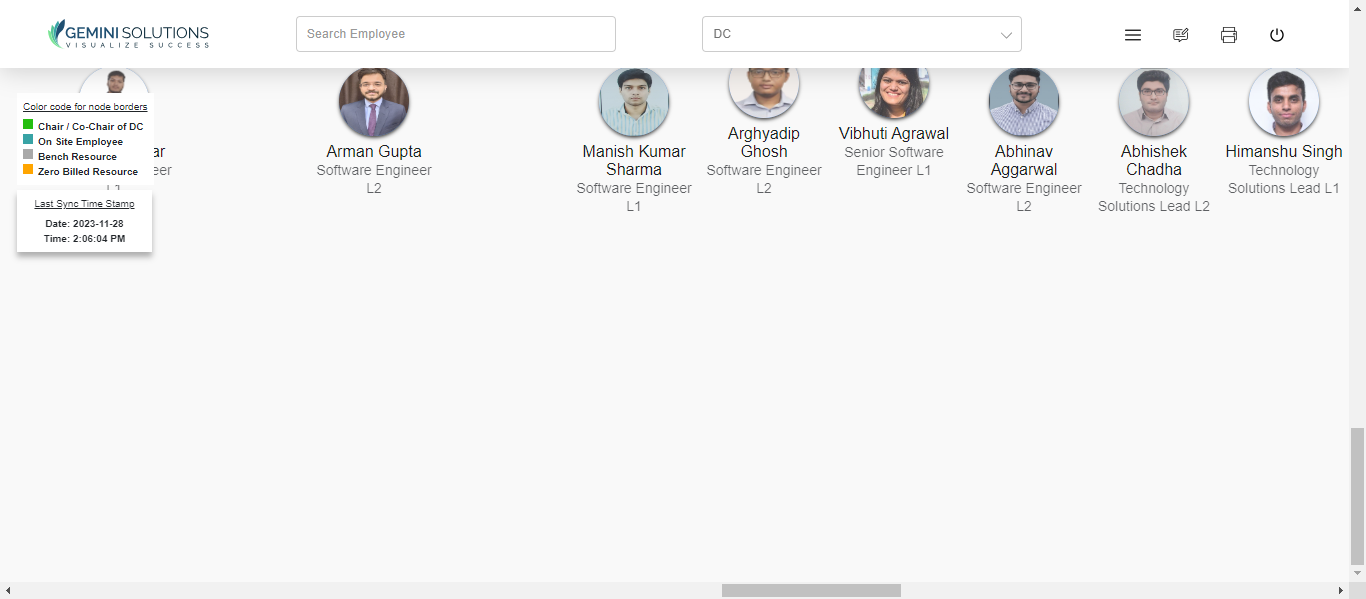 GEMINI SOLUTIONS
VISUALIZE SUCCESS
Search Employee
DC
Color code for node borders
Chair / Co-Chair of DC
On Site Employee
Bench Resource
Zero Billed Resource
Last Sync Time Stamp
Date: 2023-11-28
Time: 2:06:04 PM
ar
eer
L1
Arman Gupta
Software Engineer
L2
Manish Kumar
Sharma
Software Engineer
L1
Arghyadip
Ghosh
Software Engineer
L2
Vibhuti Agrawal
Senior Software
Engineer L1
Abhinav
Aggarwal
Software Engineer
L2
Abhishek
Chadha
Technology
Solutions Lead L2
Himanshu Singh
Technology
Solutions Lead L1